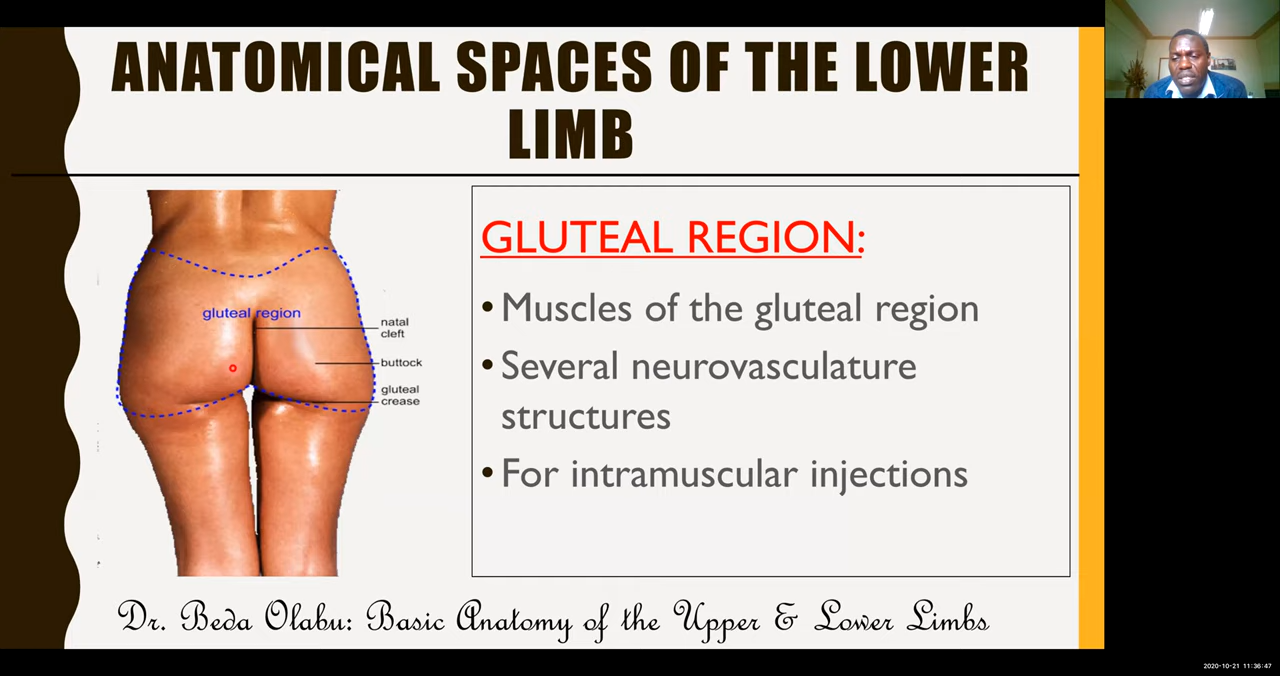 ANATOMICAL SPACES OF THE LOWER
LIMB
gluteal region
natal
cleft
buttock
gluteal
crease
GLUTEAL REGION:
•Muscles of the gluteal region
•Several neurovasculature
structures
•For intramuscular injections
Dr. Beda Olabu: Basic Anatomy of the Upper & Lower Limbs
2020-10-21 11:36:47